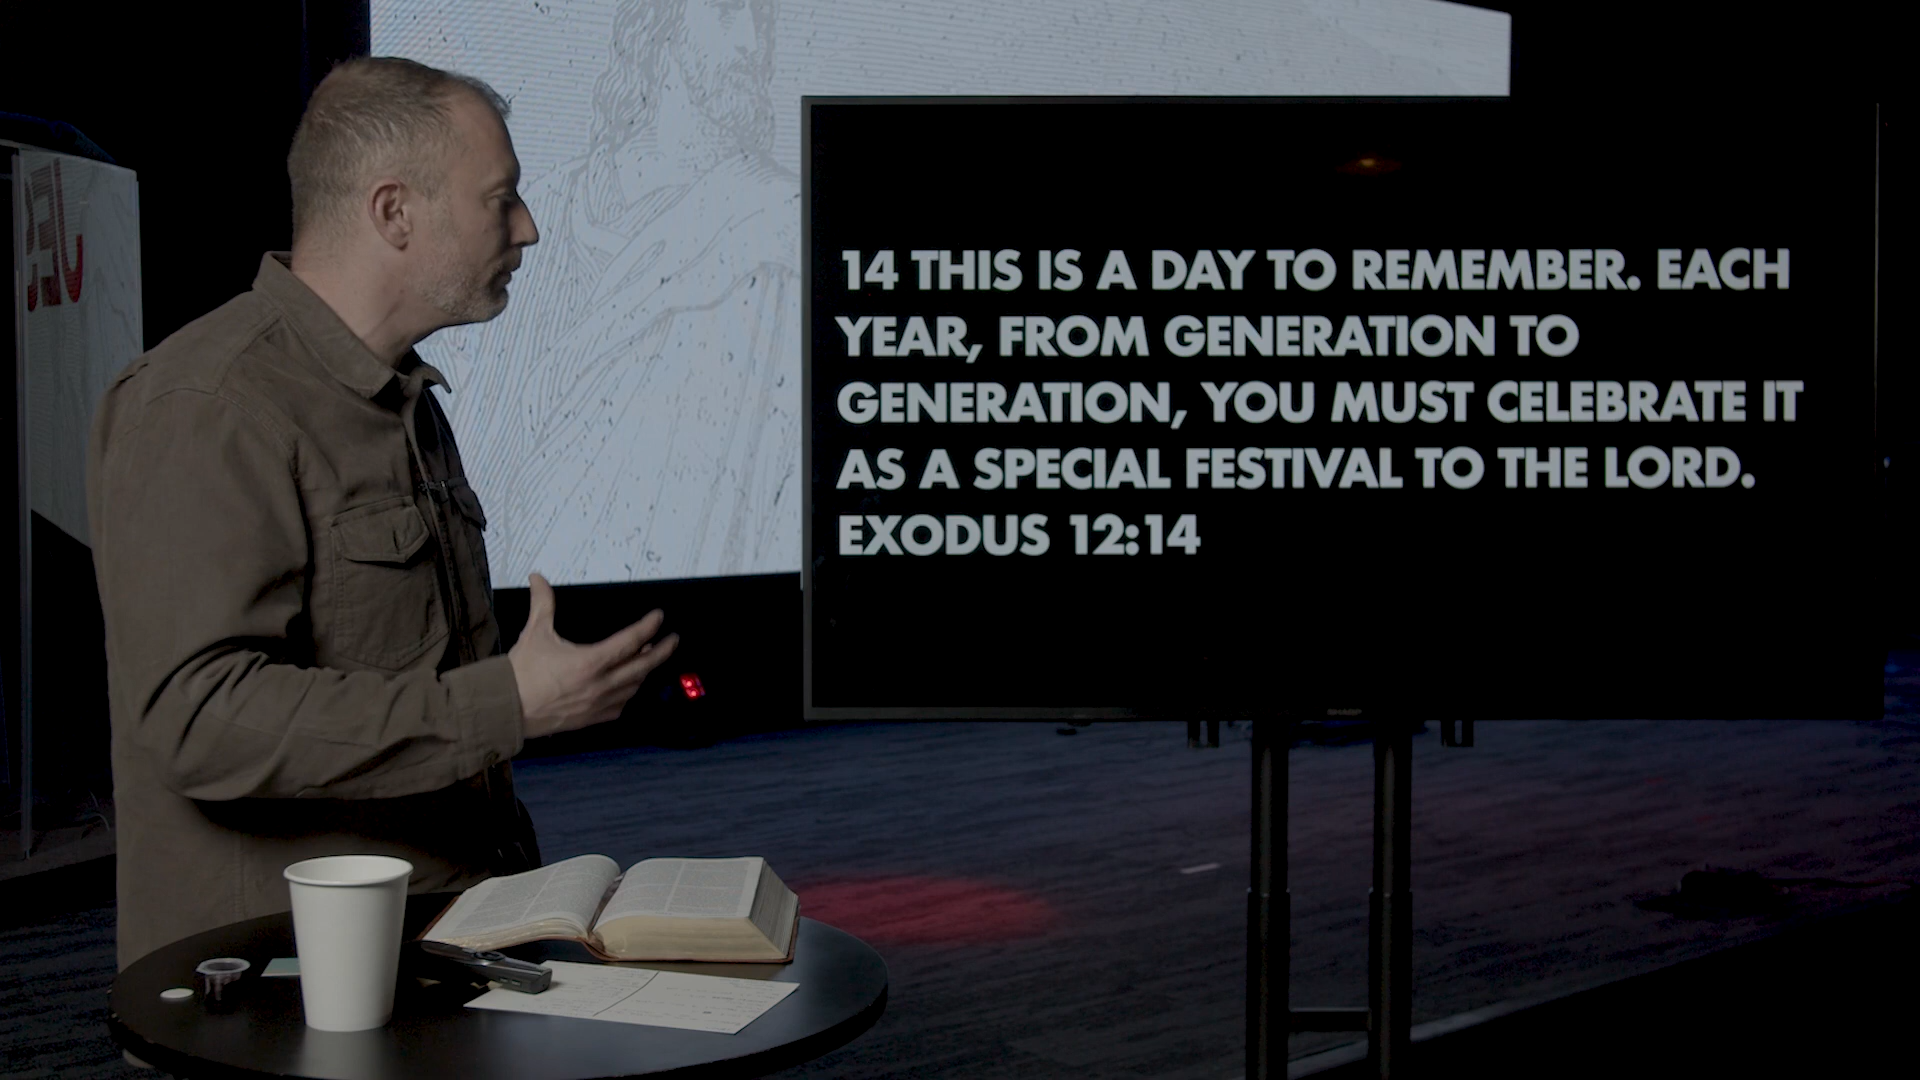 14 THIS IS A DAY TO REMEMBER. EACH
YEAR, FROM GENERATION TO
GENERATION, YOU MUST CELEBRATE IT
AS A SPECIAL FESTIVAL TO THE LORD.
EXODUS 12:14